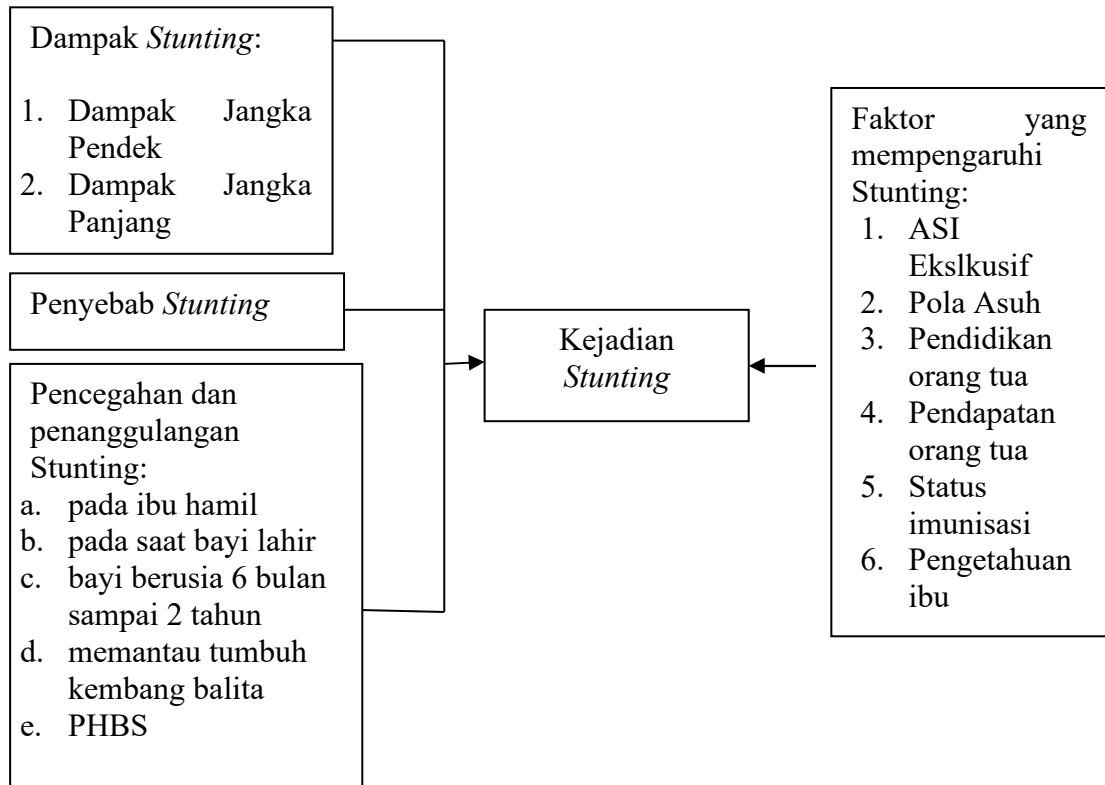 Dampak Stunting:
1. Dampak Jangka
Pendek
2. Dampak Jangka
Panjang
Penyebab Stunting
Pencegahan dan
penanggulangan
Stunting:
a. pada ibu hamil
b. pada saat bayi lahir
c. bayi berusia 6 bulan
sampai 2 tahun
d. memantau tumbuh
kembang balita
e. PHBS
Kejadian
Stunting
Faktor yang
mempengaruhi
Stunting:
1. ASI
Ekslkusif
2. Pola Asuh
3. Pendidikan
orang tua
4. Pendapatan
orang tua
5. Status
imunisasi
6. Pengetahuan
ibu